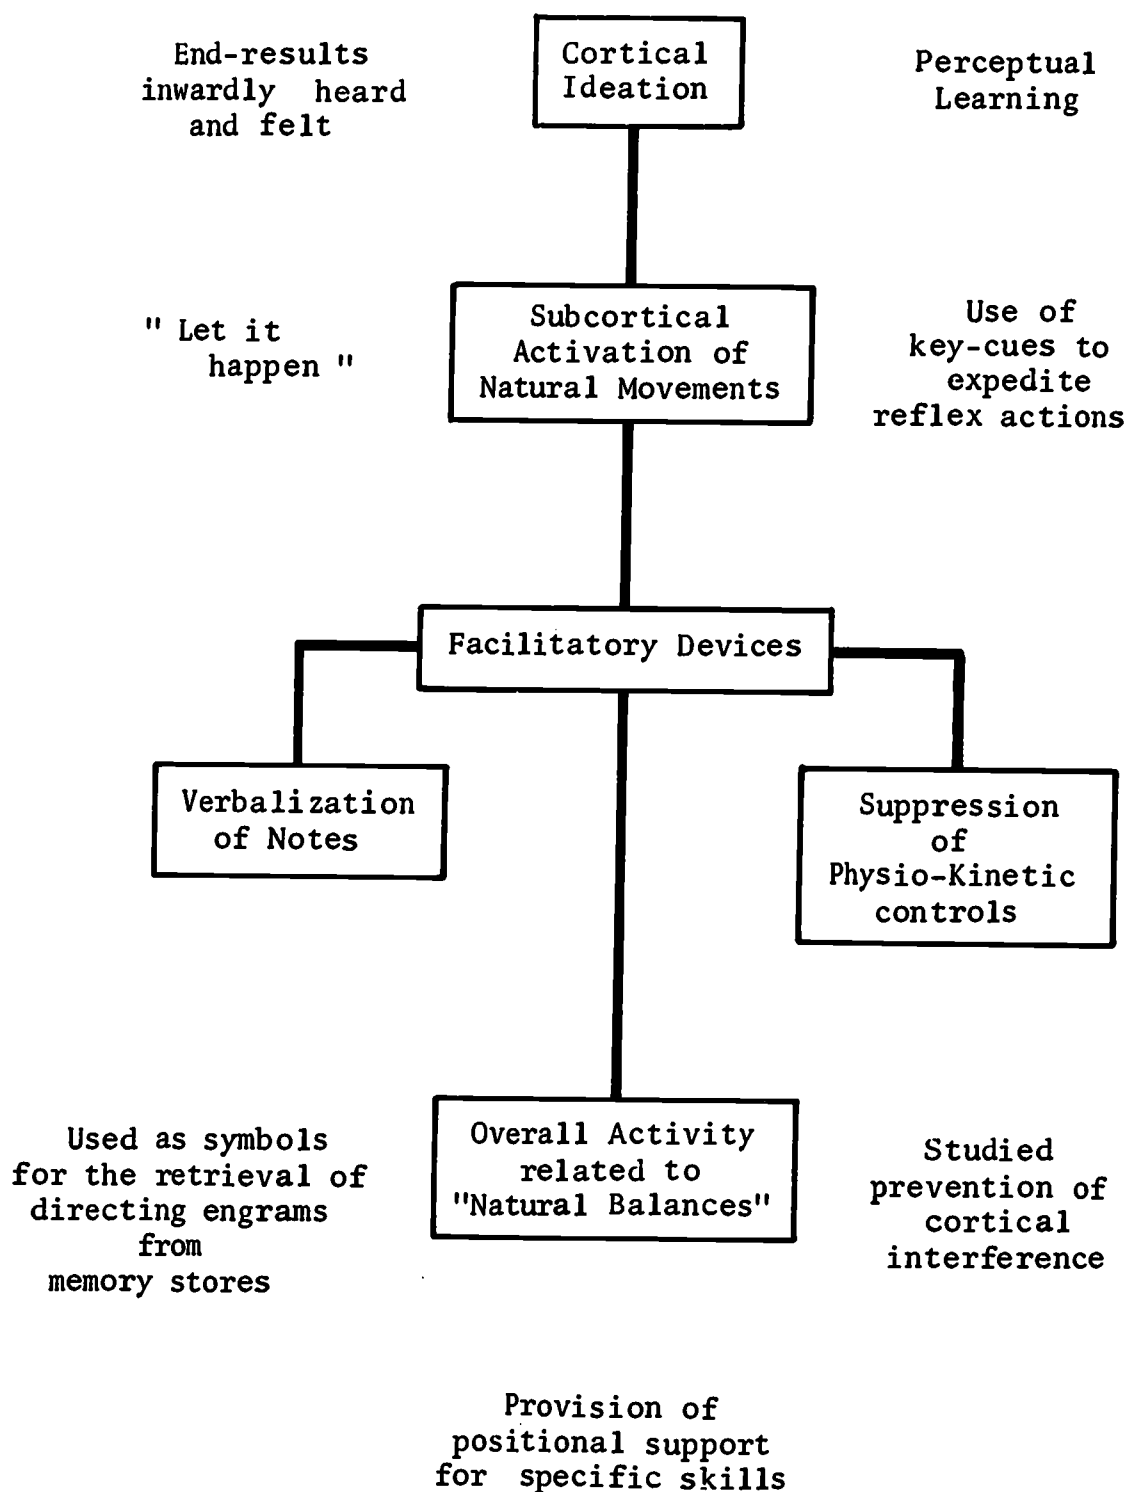 End-results
inwardly heard
and felt
Cortical
Ideation
Perceptual
Learning
" Let it
happen "
Subcortical
Activation of
Natural Movements
Use of
key-cues to
expedite
reflex actions
Facilitatory Devices
Verbalization
of Notes
Suppression
of
Physio-Kinetic
controls
Used as symbols
for the retrieval of
directing engrams
from
memory stores
Overall Activity
related to
"Natural Balances"
Studied
prevention of
cortical
interference
Provision of
positional support
for specific skills